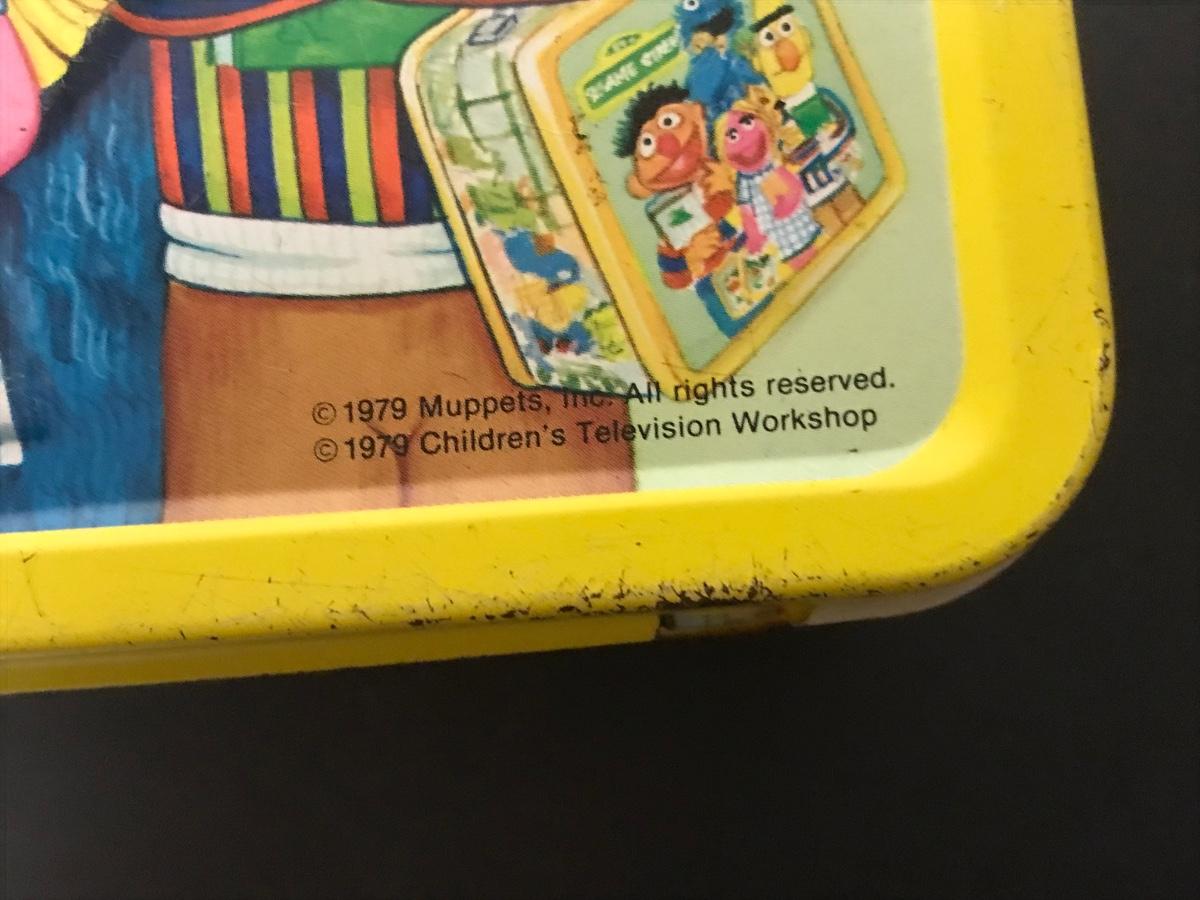 SESAME STREET
© 1979 Muppets, Inc. All rights reserved.
© 1979 Children's Television Workshop